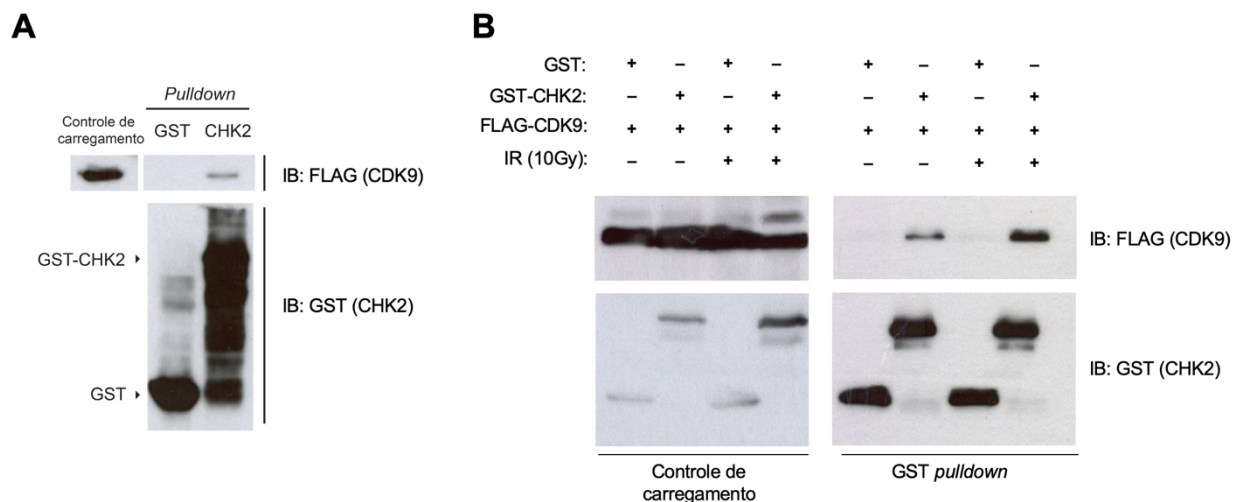 A
Pulldown
Controle de
carregamento
GST
CHK2
IB: FLAG (CDK9)
GST-CHK2
IB: GST (CHK2)
GST
B
GST: + – + – + – + –
GST-CHK2: – + – + – + – +
FLAG-CDK9: + + + + + + + +
IR (10Gy): – – + + – – + +
IB: FLAG (CDK9)
IB: GST (CHK2)
Controle de
carregamento
GST pulldown